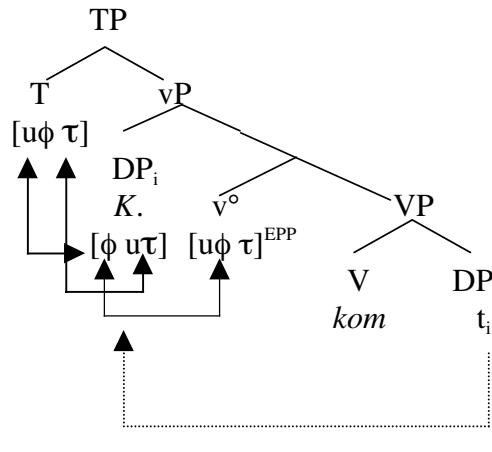 TP
T vP
[uϕ τ]
DPi
K. v° VP
[ϕ uτ] [uϕ τ]EPP
V DP
kom ti